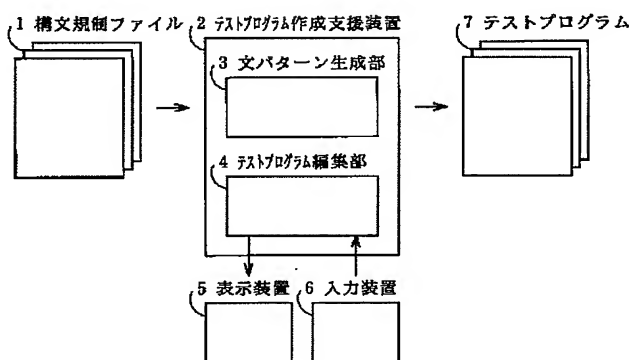 1 構文規制ファイル
2 テストプログラム作成支援装置
7 テストプログラム
3 文パターン生成部
4 テストプログラム編集部
5 表示装置
6 入力装置